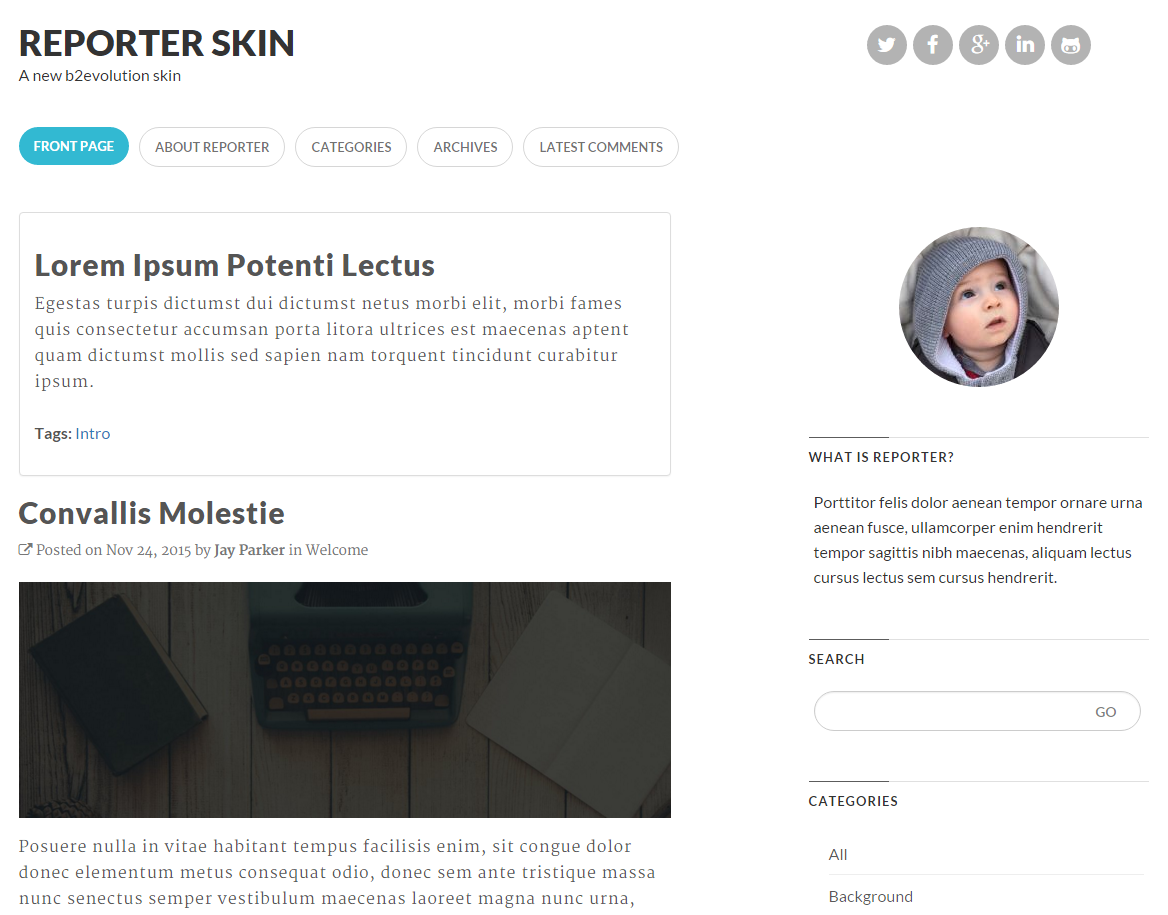 REPORTER SKIN
A new b2evolution skin
FRONT PAGE
ABOUT REPORTER
CATEGORIES
ARCHIVES
LATEST COMMENTS
Lorem Ipsum Potenti Lectus
Egestas turpis dictumst dui dictumst netus morbi elit, morbi fames
quis consectetur accumsan porta litora ultrices est maecenas aptent
quam dictumst mollis sed sapien nam torquent tincidunt curabitur
ipsum.
Tags: Intro
Convallis Molestie
Posted on Nov 24, 2015 by Jay Parker in Welcome
Posuere nulla in vitae habitant tempus facilisis enim, sit congue dolor
donec elementum metus consequat odio, donec sem ante tristique massa
nunc senectus semper vestibulum maecenas laoreet magna nunc urna,
WHAT IS REPORTER?
Porttitor felis dolor aenean tempor ornare urna
aenean fusce, ullamcorper enim hendrerit
tempor sagittis nibh maecenas, aliquam lectus
cursus lectus sem cursus hendrerit.
SEARCH
GO
CATEGORIES
All
Background